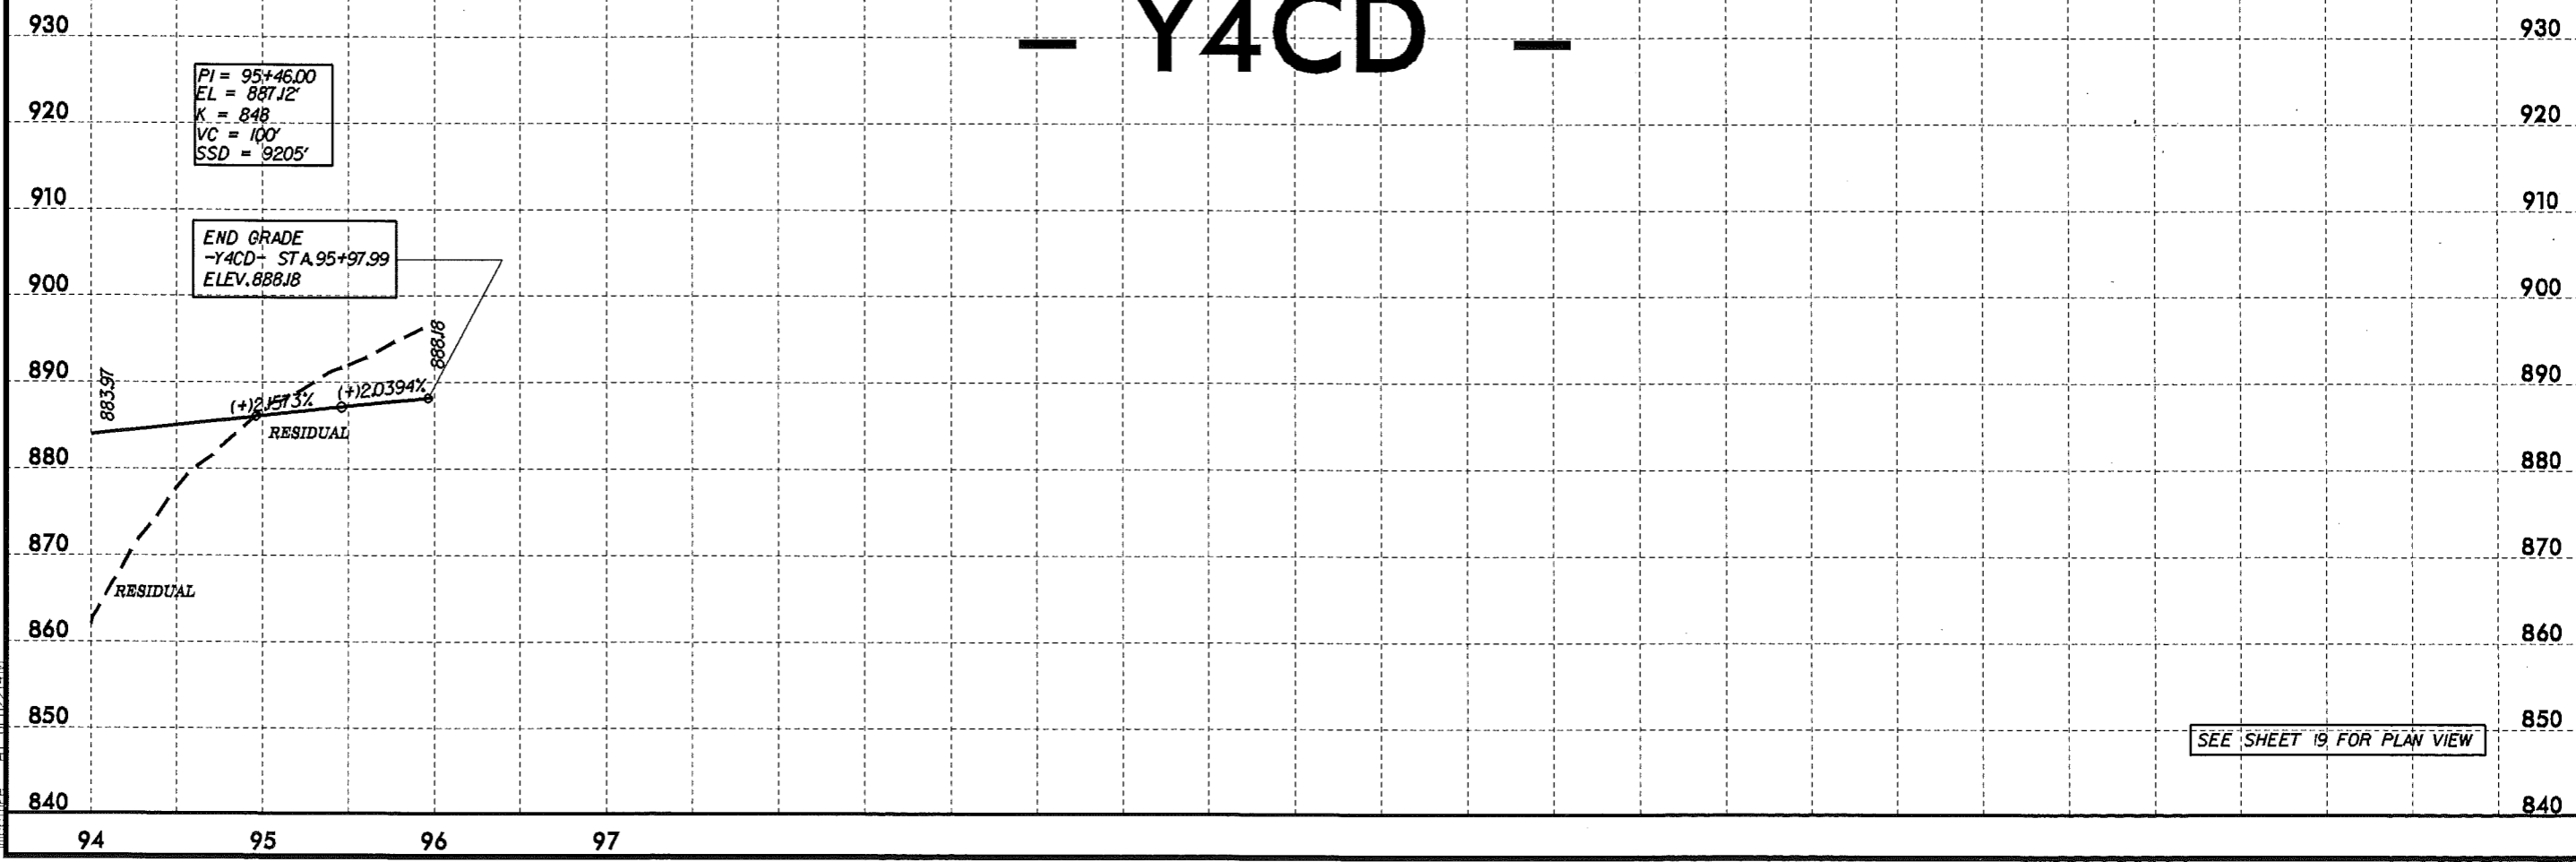 - Y4CD -
930 930
PI = 95+46.00
EL = 887.12'
K = 848
VC = 100'
SSD = 9205'
920 920
910 910
END GRADE
-Y4CD- STA.95+97.99
ELEV.888.18
900 900
890 890
883.97
888.18
(+)2.1573%
(+)2.0394%
RESIDUAL
880 880
870 870
RESIDUAL
860 860
850 850
SEE SHEET 19 FOR PLAN VIEW
840 840
94 95 96 97